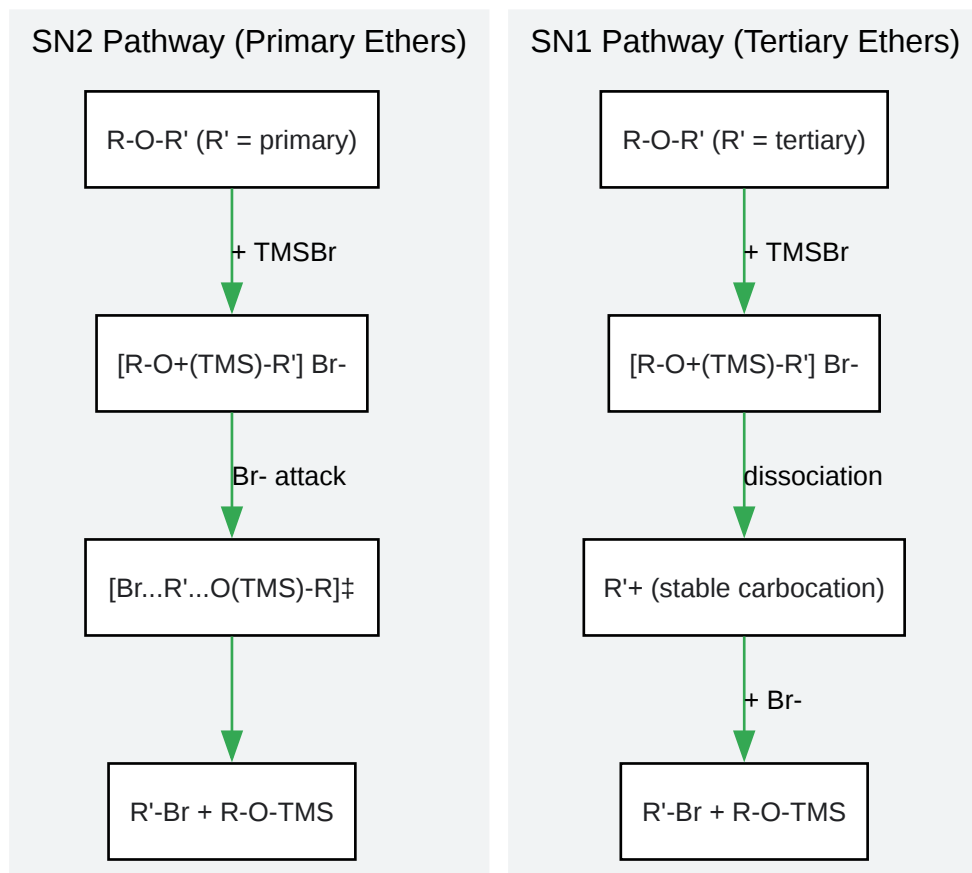 SN2 Pathway (Primary Ethers)
R-O-R' (R' = primary)
+ TMSBr
[R-O+(TMS)-R'] Br-
Br- attack
[Br...R'...O(TMS)-R]‡
R'-Br + R-O-TMS
SN1 Pathway (Tertiary Ethers)
R-O-R' (R' = tertiary)
+ TMSBr
[R-O+(TMS)-R'] Br-
dissociation
R'+ (stable carbocation)
+ Br-
R'-Br + R-O-TMS